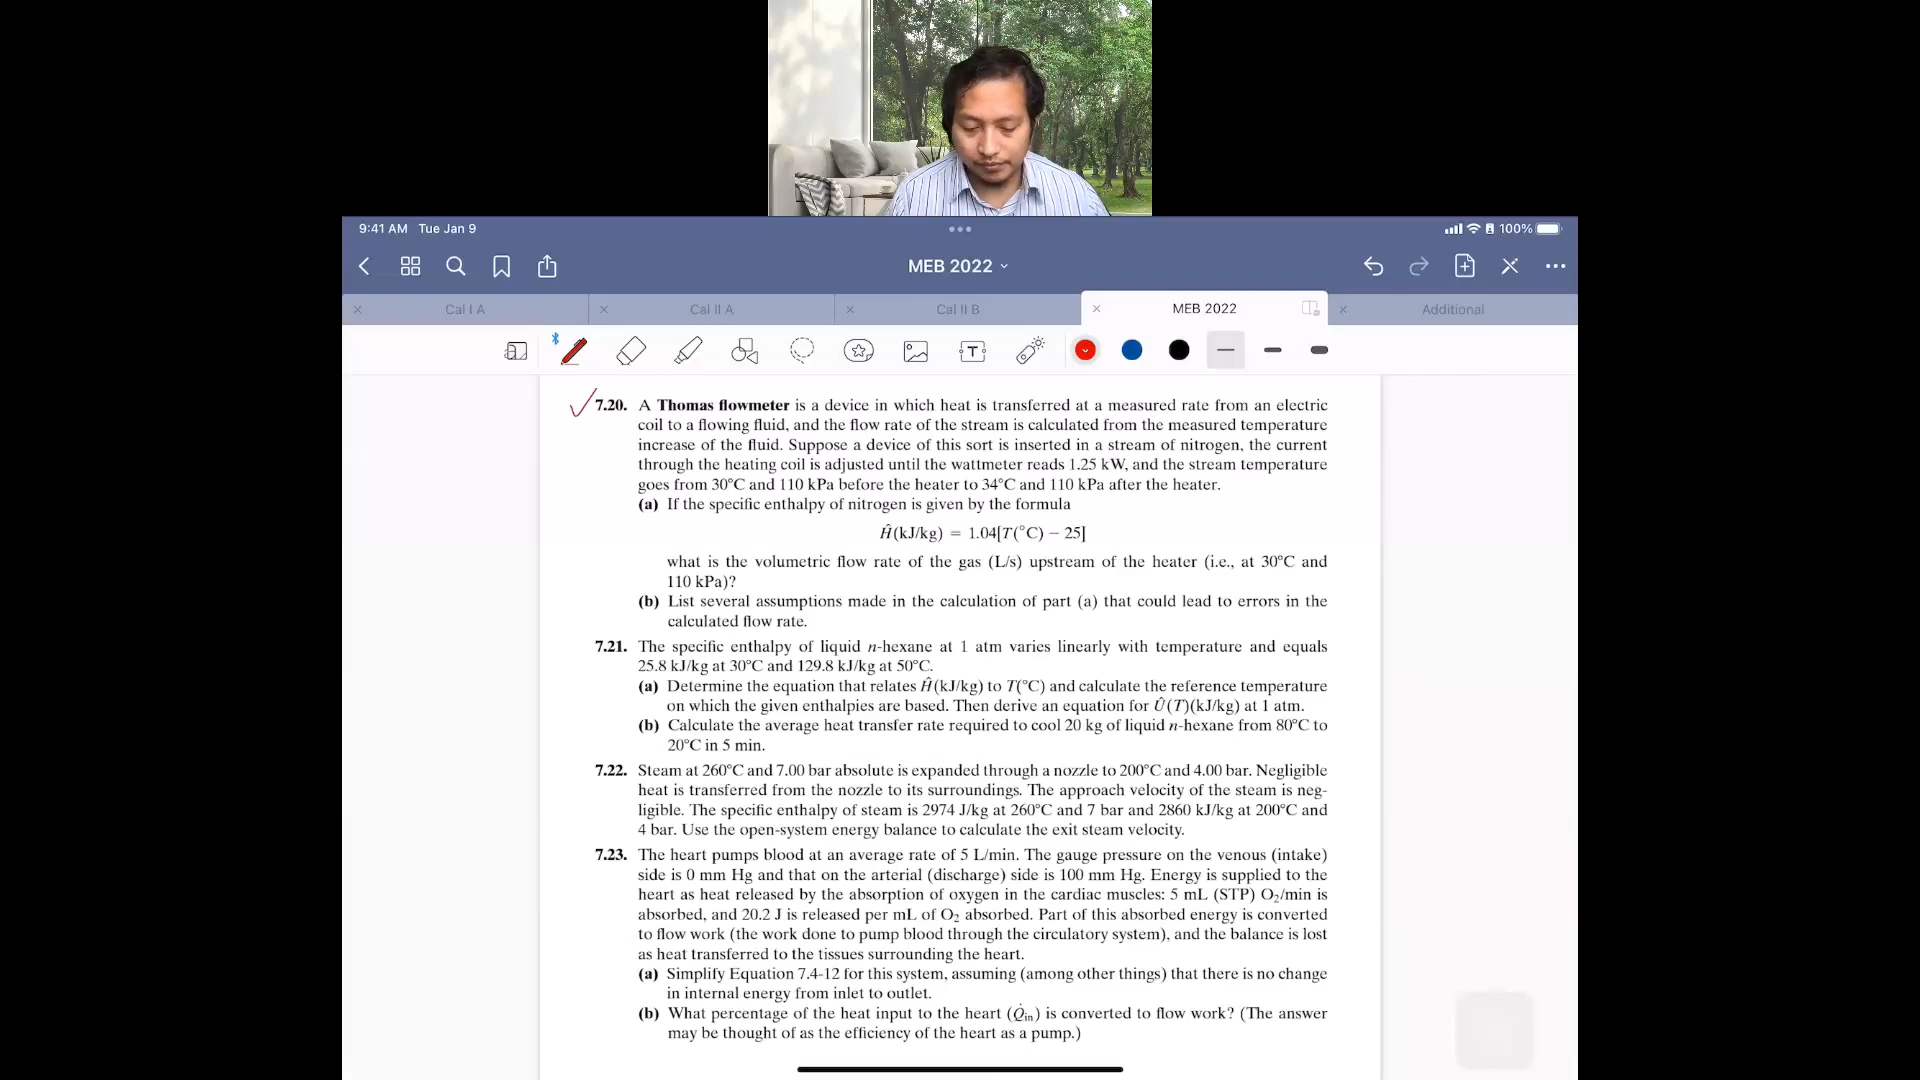 9:41 AM Tue Jan 9
100%
MEB 2022
Cal I A
Cal II A
Cal II B
MEB 2022
Additional
T
7.20. A Thomas flowmeter is a device in which heat is transferred at a measured rate from an electric
coil to a flowing fluid, and the flow rate of the stream is calculated from the measured temperature
increase of the fluid. Suppose a device of this sort is inserted in a stream of nitrogen, the current
through the heating coil is adjusted until the wattmeter reads 1.25 kW, and the stream temperature
goes from 30°C and 110 kPa before the heater to 34°C and 110 kPa after the heater.
(a) If the specific enthalpy of nitrogen is given by the formula
Ĥ(kJ/kg) = 1.04[T(°C) − 25]
what is the volumetric flow rate of the gas (L/s) upstream of the heater (i.e., at 30°C and
110 kPa)?
(b) List several assumptions made in the calculation of part (a) that could lead to errors in the
calculated flow rate.
7.21. The specific enthalpy of liquid n-hexane at 1 atm varies linearly with temperature and equals
25.8 kJ/kg at 30°C and 129.8 kJ/kg at 50°C.
(a) Determine the equation that relates Ĥ(kJ/kg) to T(°C) and calculate the reference temperature
on which the given enthalpies are based. Then derive an equation for Û(T)(kJ/kg) at 1 atm.
(b) Calculate the average heat transfer rate required to cool 20 kg of liquid n-hexane from 80°C to
20°C in 5 min.
7.22. Steam at 260°C and 7.00 bar absolute is expanded through a nozzle to 200°C and 4.00 bar. Negligible
heat is transferred from the nozzle to its surroundings. The approach velocity of the steam is neg-
ligible. The specific enthalpy of steam is 2974 J/kg at 260°C and 7 bar and 2860 kJ/kg at 200°C and
4 bar. Use the open-system energy balance to calculate the exit steam velocity.
7.23. The heart pumps blood at an average rate of 5 L/min. The gauge pressure on the venous (intake)
side is 0 mm Hg and that on the arterial (discharge) side is 100 mm Hg. Energy is supplied to the
heart as heat released by the absorption of oxygen in the cardiac muscles: 5 mL (STP) O₂/min is
absorbed, and 20.2 J is released per mL of O₂ absorbed. Part of this absorbed energy is converted
to flow work (the work done to pump blood through the circulatory system), and the balance is lost
as heat transferred to the tissues surrounding the heart.
(a) Simplify Equation 7.4-12 for this system, assuming (among other things) that there is no change
in internal energy from inlet to outlet.
(b) What percentage of the heat input to the heart (Q̇in) is converted to flow work? (The answer
may be thought of as the efficiency of the heart as a pump.)